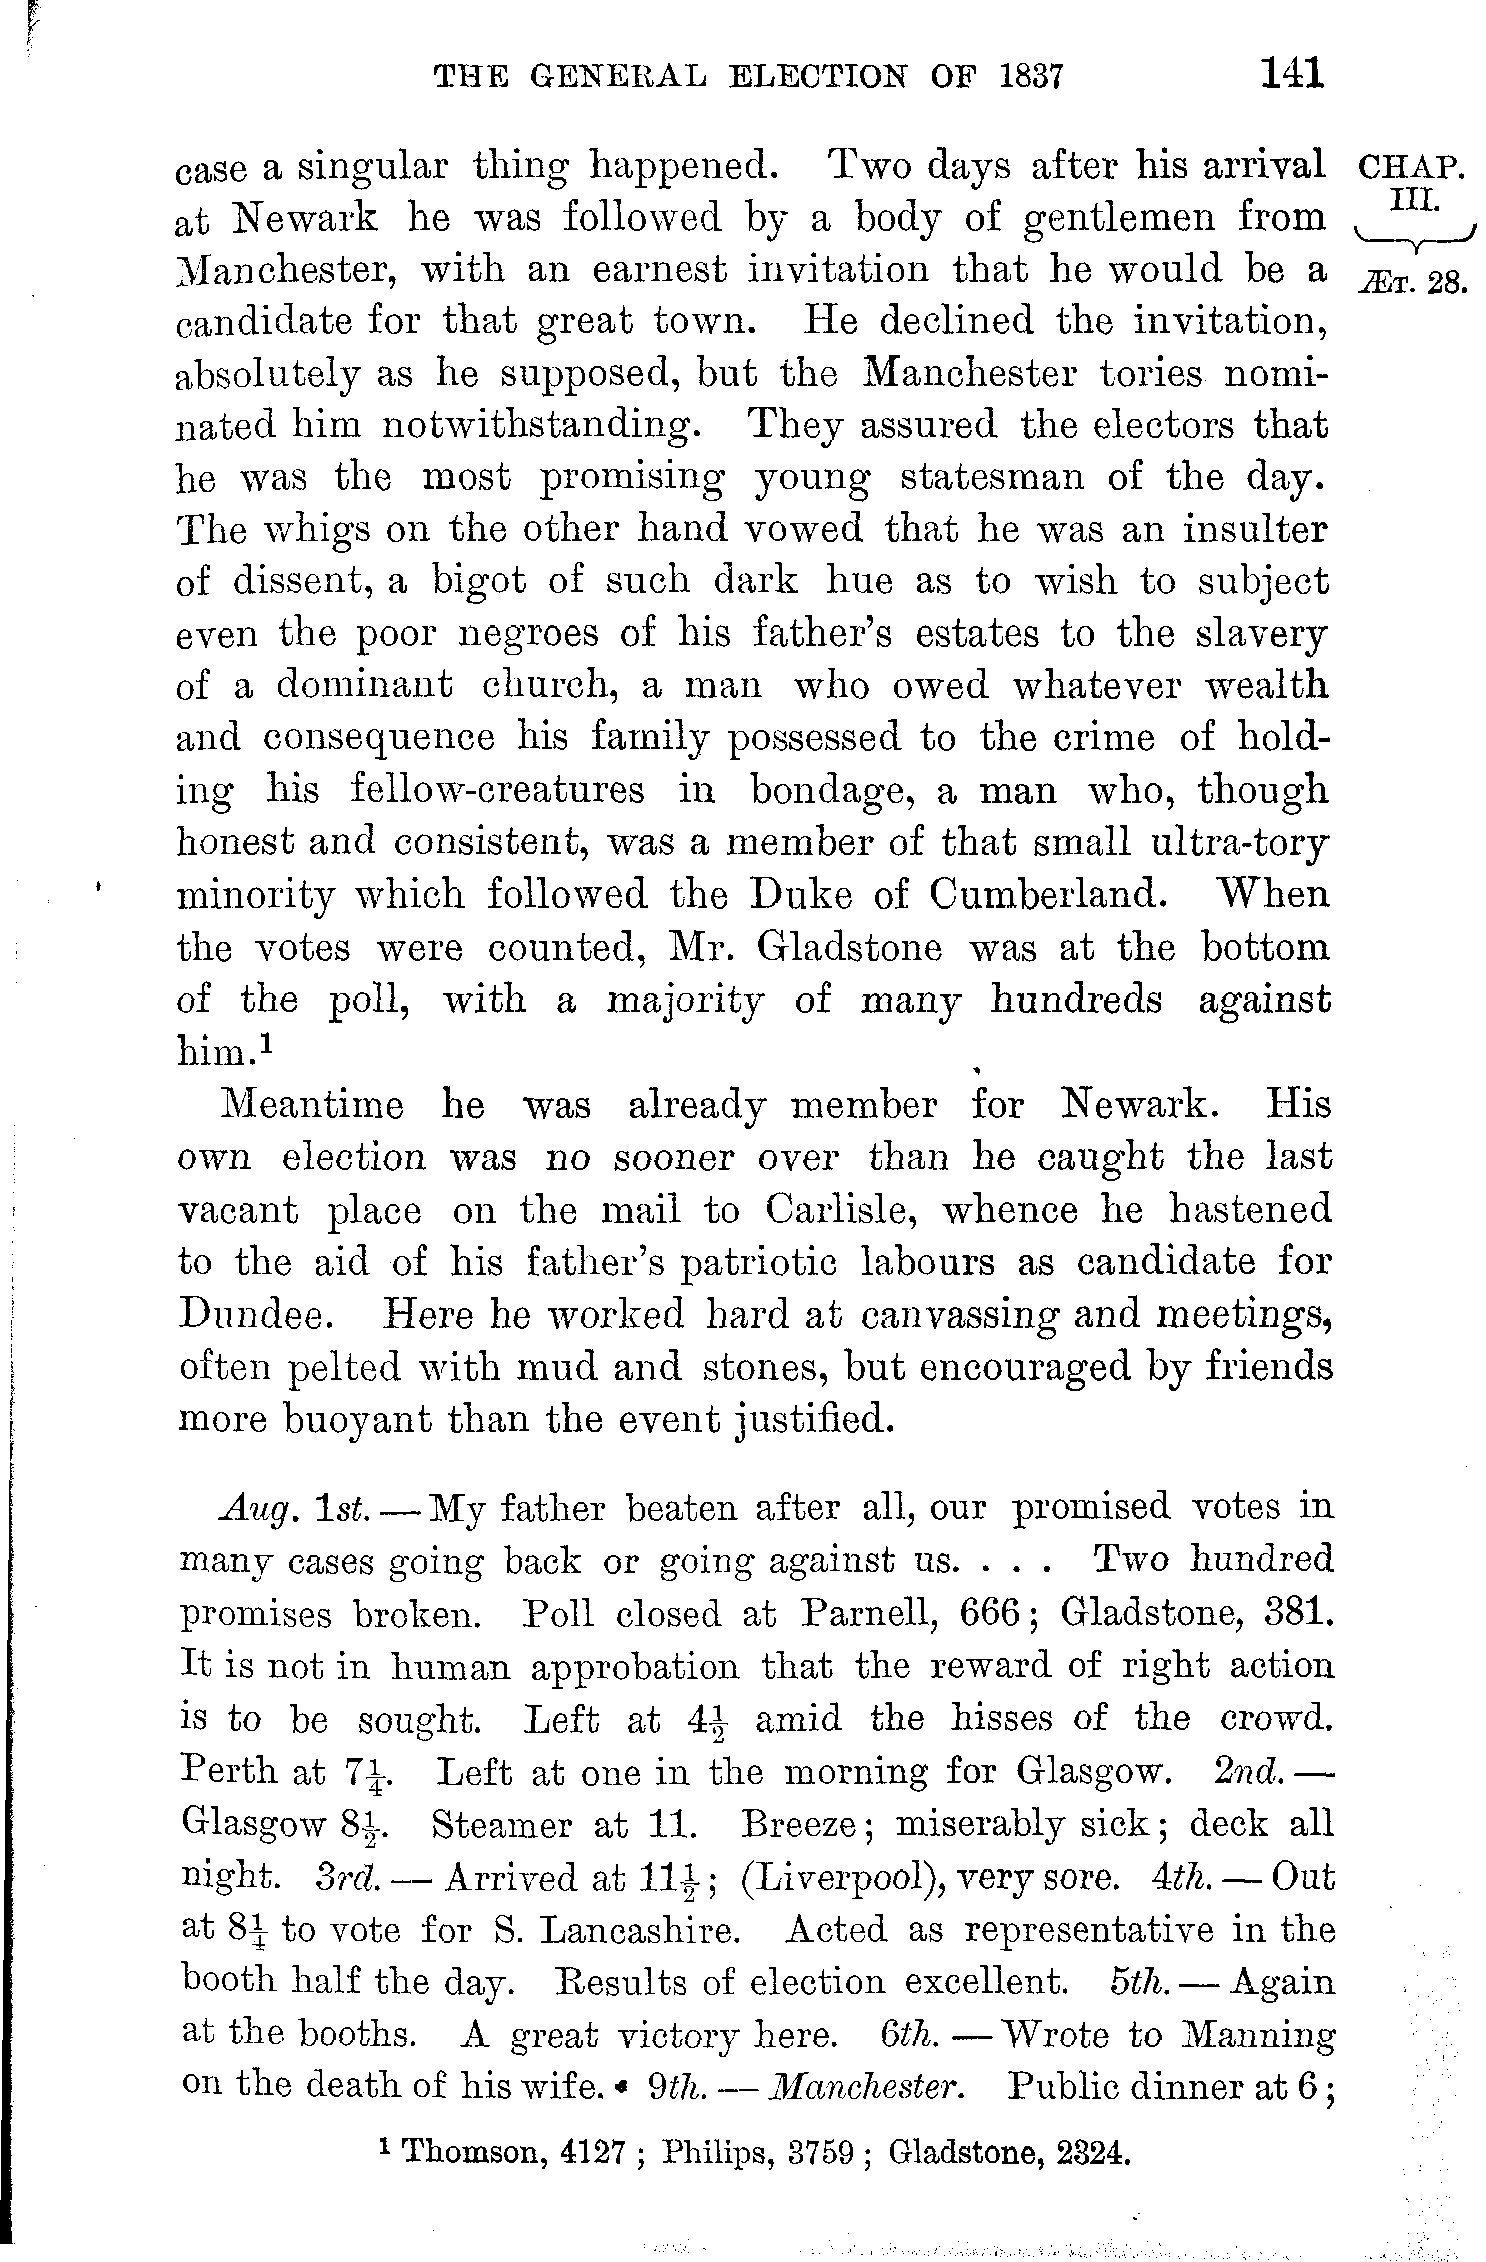 THE GENERAL ELECTION OF 1837 141
case a singular thing happened. Two days after his arrival
at Newark he was followed by a body of gentlemen from
Manchester, with an earnest invitation that he would be a
candidate for that great town. He declined the invitation,
absolutely as he supposed, but the Manchester tories nomi-
nated him notwithstanding. They assured the electors that
he was the most promising young statesman of the day.
The whigs on the other hand vowed that he was an insulter
of dissent, a bigot of such dark hue as to wish to subject
even the poor negroes of his father's estates to the slavery
of a dominant church, a man who owed whatever wealth
and consequence his family possessed to the crime of hold-
ing his fellow-creatures in bondage, a man who, though
honest and consistent, was a member of that small ultra-tory
minority which followed the Duke of Cumberland. When
the votes were counted, Mr. Gladstone was at the bottom
of the poll, with a majority of many hundreds against
him.¹
CHAP.
III.
ÆT. 28.
Meantime he was already member for Newark. His
own election was no sooner over than he caught the last
vacant place on the mail to Carlisle, whence he hastened
to the aid of his father's patriotic labours as candidate for
Dundee. Here he worked hard at canvassing and meetings,
often pelted with mud and stones, but encouraged by friends
more buoyant than the event justified.
Aug. 1st. — My father beaten after all, our promised votes in
many cases going back or going against us. . . . Two hundred
promises broken. Poll closed at Parnell, 666; Gladstone, 381.
It is not in human approbation that the reward of right action
is to be sought. Left at 4½ amid the hisses of the crowd.
Perth at 7¼. Left at one in the morning for Glasgow. 2nd. —
Glasgow 8½. Steamer at 11. Breeze; miserably sick; deck all
night. 3rd. — Arrived at 11½; (Liverpool), very sore. 4th. — Out
at 8¼ to vote for S. Lancashire. Acted as representative in the
booth half the day. Results of election excellent. 5th. — Again
at the booths. A great victory here. 6th. — Wrote to Manning
on the death of his wife. 9th. — Manchester. Public dinner at 6;
¹ Thomson, 4127; Philips, 3759; Gladstone, 2324.